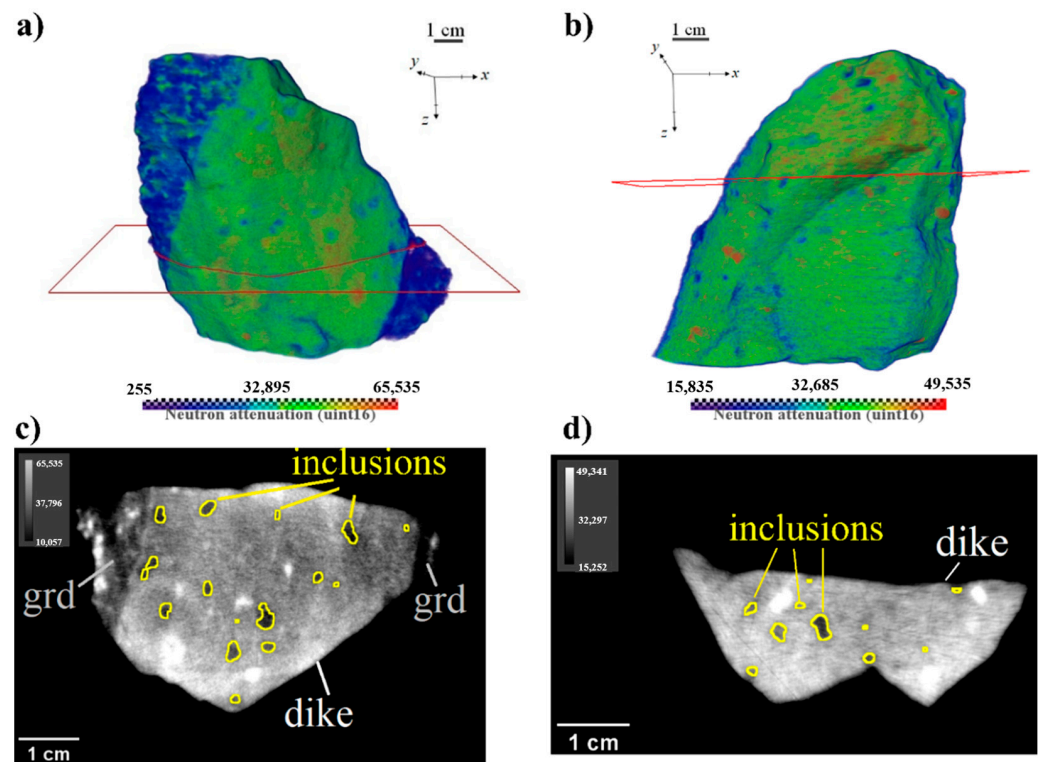 a)
1 cm
y
x
z
255 32,895 65,535
Neutron attenuation (uint16)
b)
1 cm
y
x
z
15,835 32,685 49,535
Neutron attenuation (uint16)
c)
65,535
37,796
10,057
inclusions
grd
grd
dike
1 cm
d)
49,341
32,297
15,252
inclusions
dike
1 cm